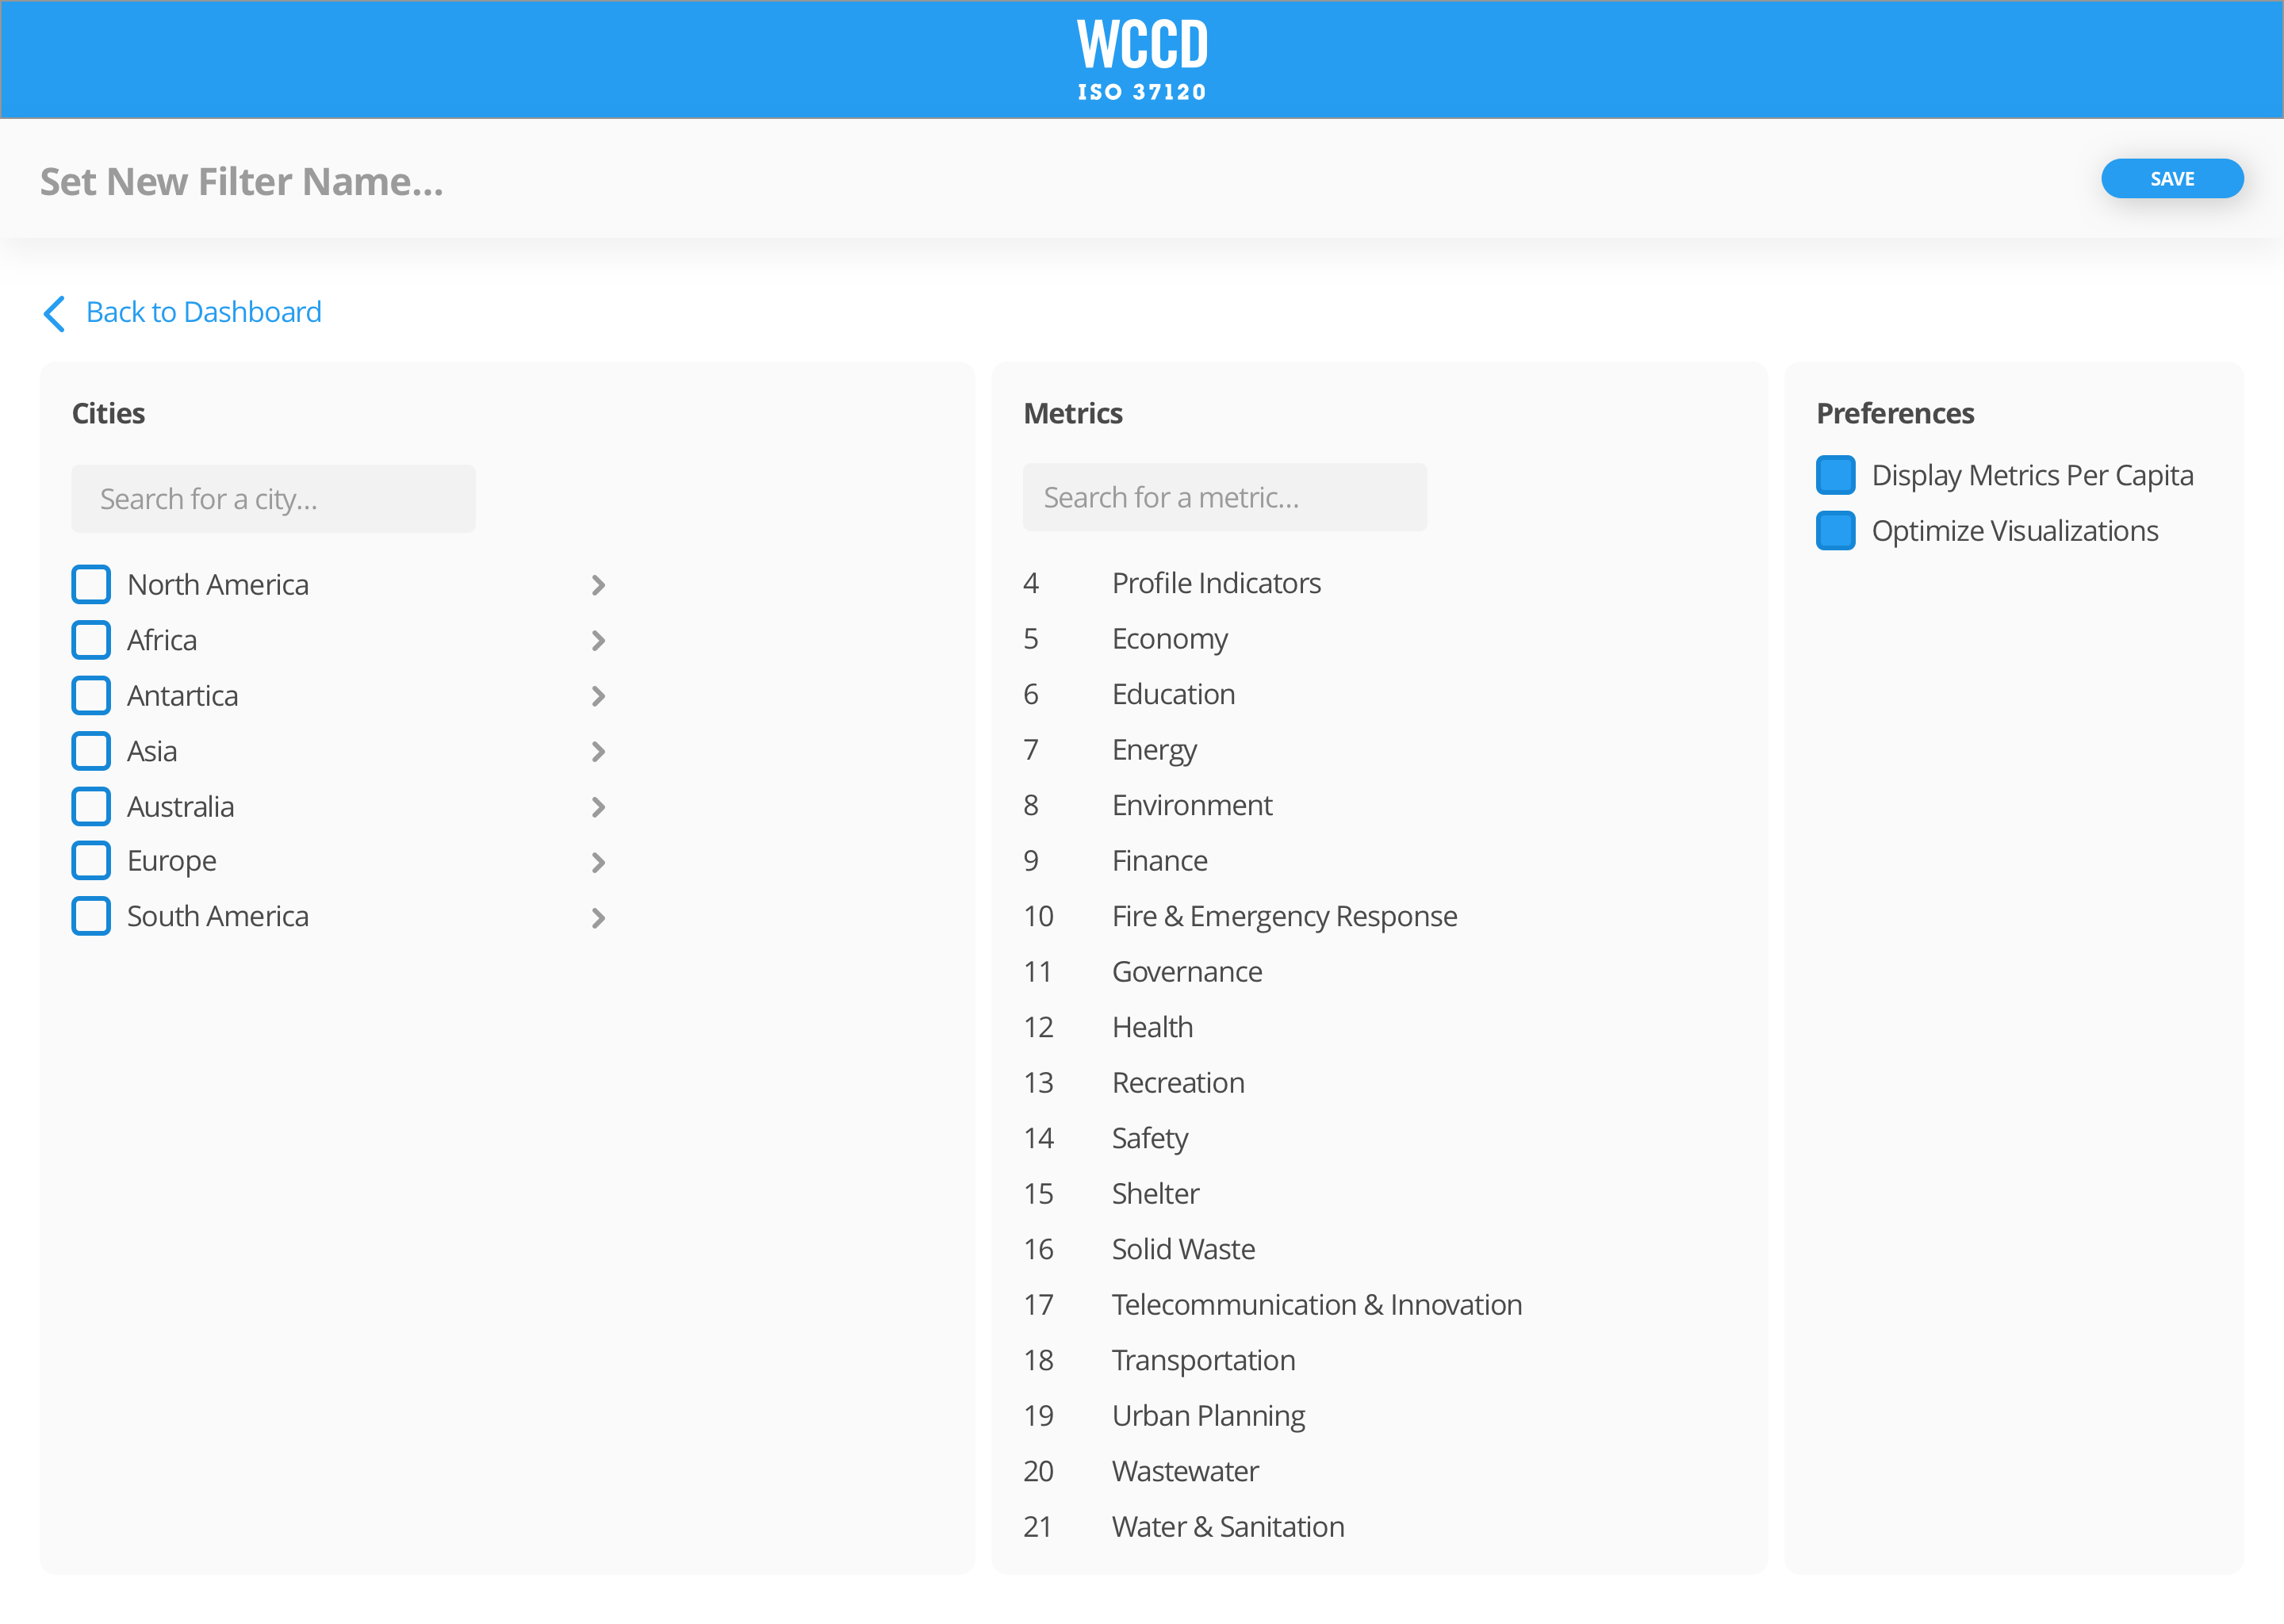 WCCD
ISO 37120
Set New Filter Name...
SAVE
Back to Dashboard
Cities
Search for a city...
North America
Africa
Antartica
Asia
Australia
Europe
South America
Metrics
Search for a metric...
4 Profile Indicators
5 Economy
6 Education
7 Energy
8 Environment
9 Finance
10 Fire & Emergency Response
11 Governance
12 Health
13 Recreation
14 Safety
15 Shelter
16 Solid Waste
17 Telecommunication & Innovation
18 Transportation
19 Urban Planning
20 Wastewater
21 Water & Sanitation
Preferences
Display Metrics Per Capita
Optimize Visualizations